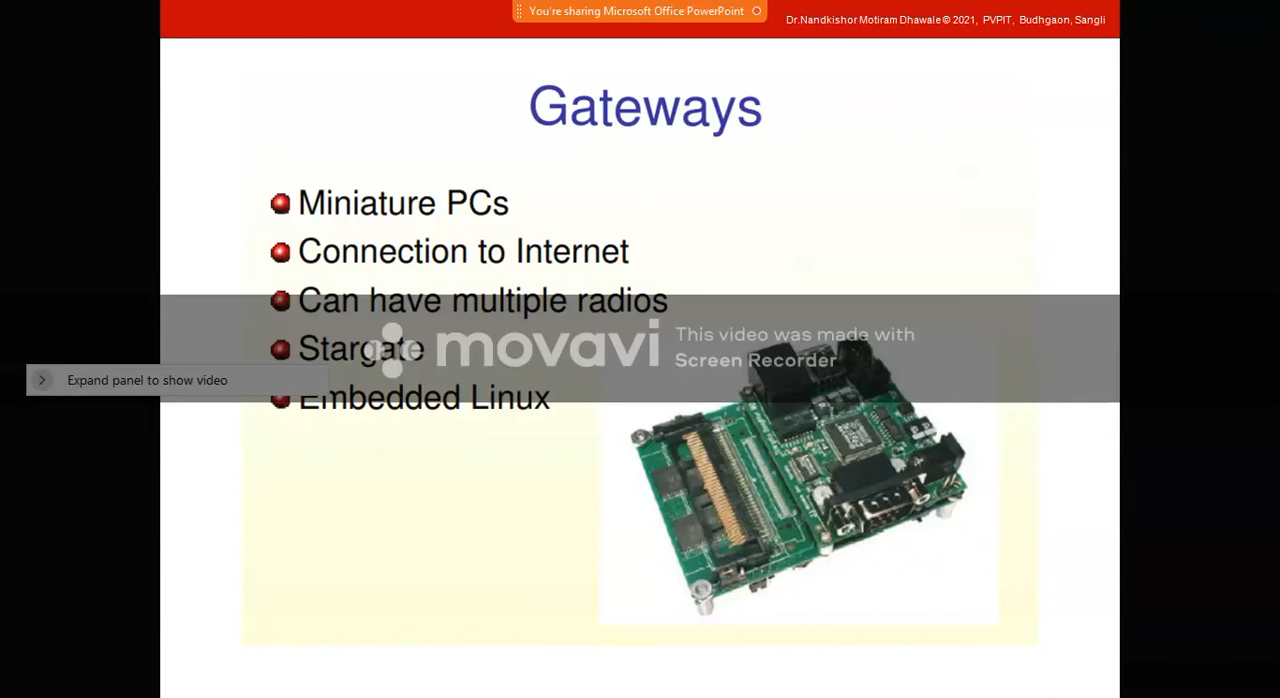 You're sharing Microsoft Office PowerPoint
Dr.Nandkishor Motiram Dhawale © 2021, PVPIT, Budhgaon, Sangli
Gateways
Miniature PCs
Connection to Internet
Can have multiple radios
Stargate
movavi
This video was made with
Screen Recorder
Expand panel to show video
Embedded Linux